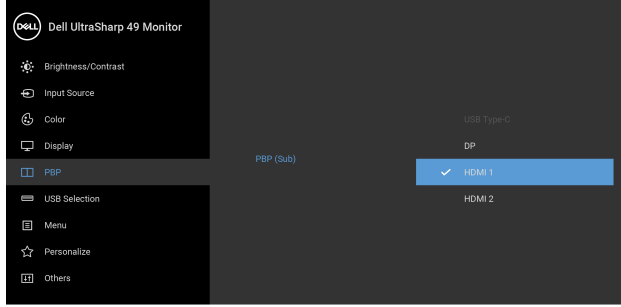 DELL Dell UltraSharp 49 Monitor
Brightness/Contrast
Input Source
Color
Display
PBP
USB Selection
Menu
Personalize
Others
PBP (Sub)
USB Type-C
DP
HDMI 1
HDMI 2